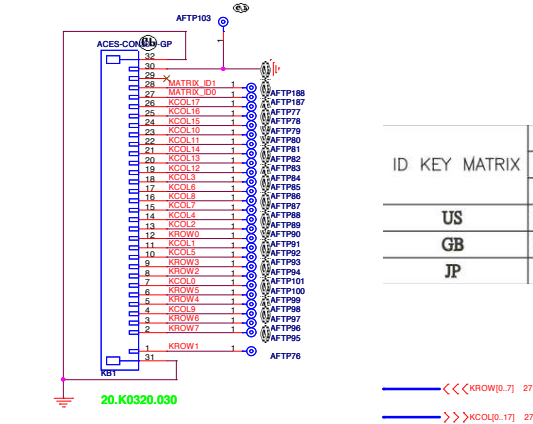 AFTP103
1
ACES-CON
-GP
32
30
29
28 MATRIX_ID1 1 AFTP188
27 MATRIX_ID0 1 AFTP187
26 KCOL17 1 AFTP77
25 KCOL16 1 AFTP78
24 KCOL15 1 AFTP79
23 KCOL10 1 AFTP80
22 KCOL11 1 AFTP81
21 KCOL14 1 AFTP82
20 KCOL13 1 AFTP83
19 KCOL12 1 AFTP84
18 KCOL3 1 AFTP85
17 KCOL6 1 AFTP86
16 KCOL8 1 AFTP87
15 KCOL7 1 AFTP88
14 KCOL4 1 AFTP89
13 KCOL2 1 AFTP90
12 KROW0 1 AFTP91
11 KCOL1 1 AFTP92
10 KCOL5 1 AFTP93
9 KROW3 1 AFTP94
8 KROW2 1 AFTP101
7 KCOL0 1 AFTP100
6 KROW5 1 AFTP99
5 KROW4 1 AFTP98
4 KCOL9 1 AFTP97
3 KROW6 1 AFTP96
2 KROW7 1 AFTP95
1 KROW1 1 AFTP76
31
KB1
20.K0320.030
ID KEY MATRIX
US
GB
JP
KROW[0..7] 27
KCOL[0..17] 27